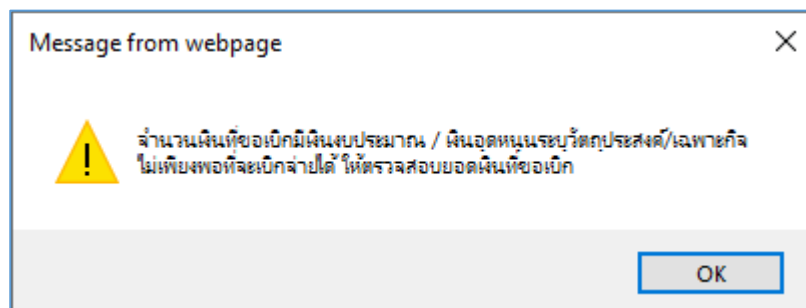 Message from webpage
จำนวนเงินที่ขอเบิกมีเงินงบประมาณ / เงินอุดหนุนระบุวัตถุประสงค์/เฉพาะกิจ
ไม่เพียงพอที่จะเบิกจ่ายได้ ให้ตรวจสอบยอดเงินที่ขอเบิก
OK